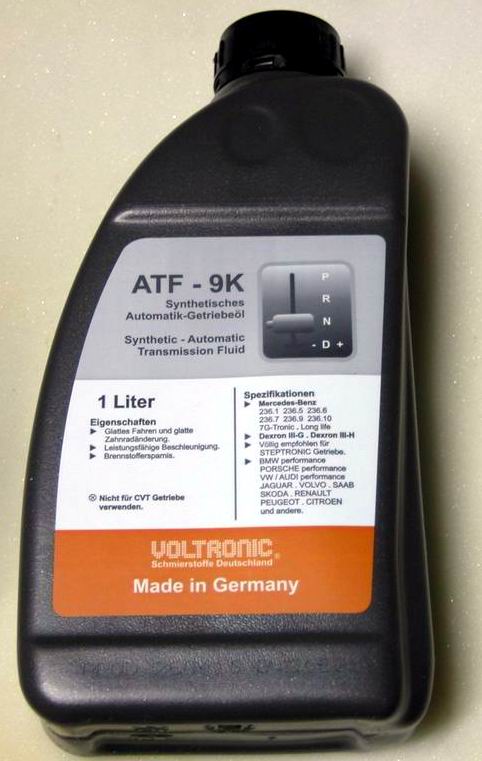 ATF - 9K
Synthetisches
Automatik-Getriebeöl
Synthetic - Automatic
Transmission Fluid
P
R
N
- D +
1 Liter
Eigenschaften
Glattes Fahren und glatte
Zahnradänderung.
Leistungsfähige Beschleunigung.
Brennstoffersparnis.
Nicht für CVT Getriebe
verwenden.
Spezifikationen
Mercedes-Benz
236.1 236.5 236.6
236.7 236.9 236.10
7G-Tronic . Long life
Dexron III-G . Dexron III-H
Völlig empfohlen für
STEPTRONIC Getriebe.
BMW performance
PORSCHE performance
VW / AUDI performance
JAGUAR . VOLVO . SAAB
SKODA . RENAULT
PEUGEOT . CITROEN
und andere.
VOLTRONIC®
Schmierstoffe Deutschland
Made in Germany